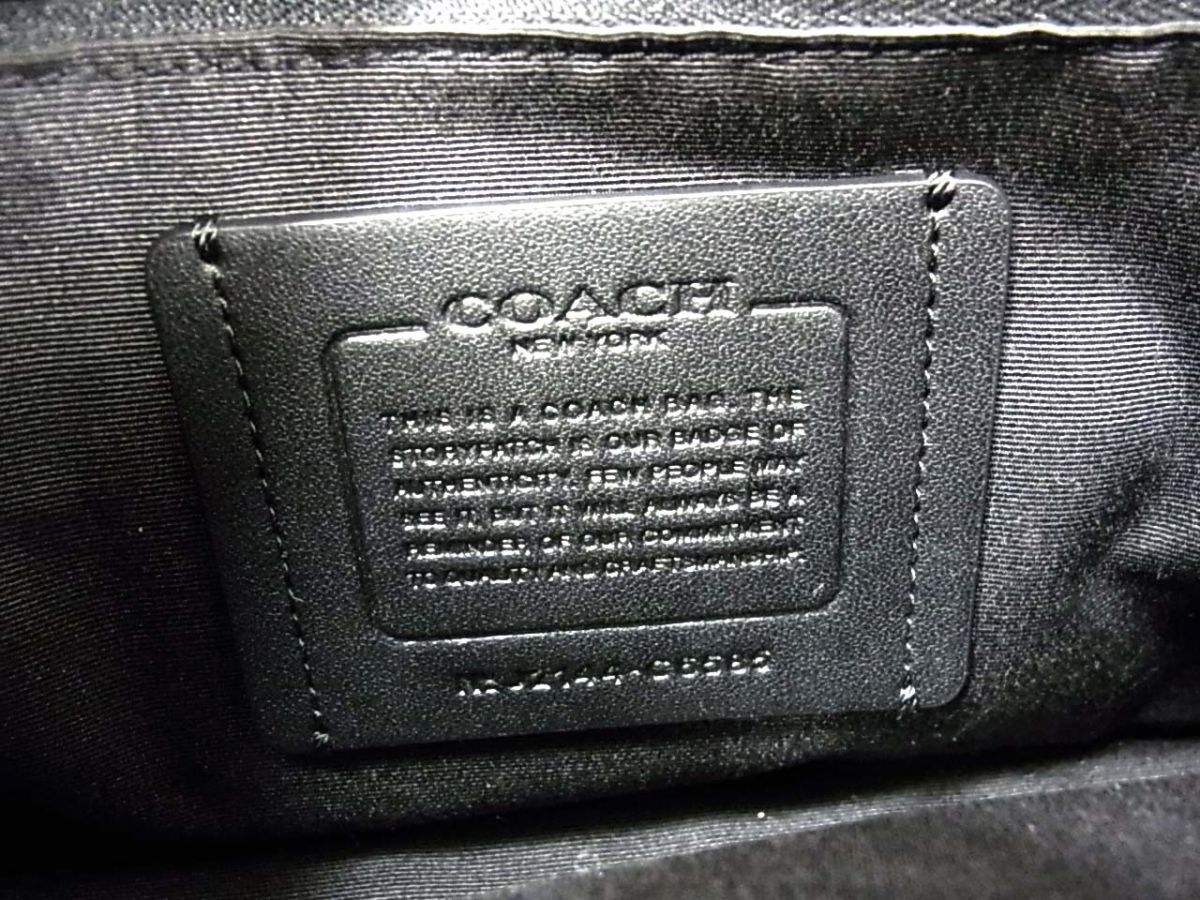 COACH
NEW YORK
THIS IS A COACH BAG. THE
STORYPATCH IS OUR BADGE OF
AUTHENTICITY. FEW PEOPLE MAY
SEE IT, BUT IT WILL ALWAYS BE A
REMINDER OF OUR COMMITMENT
TO QUALITY AND CRAFTSMANSHIP.